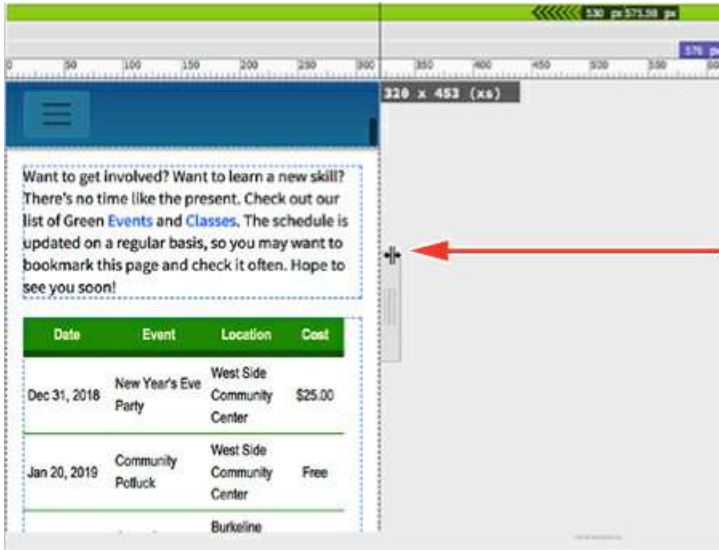 530 px 575.98 px
576 px
0 50 100 150 200 250 300 350 400 450 500 550
320 x 453 (xs)
Want to get involved? Want to learn a new skill?
There's no time like the present. Check out our
list of Green Events and Classes. The schedule is
updated on a regular basis, so you may want to
bookmark this page and check it often. Hope to
see you soon!
Date Event Location Cost
Dec 31, 2018 New Year's Eve Party West Side Community Center $25.00
Jan 20, 2019 Community Potluck West Side Community Center Free
Burkeline